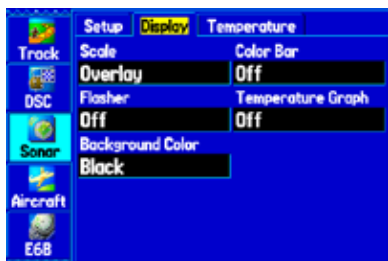 Setup Display Temperature
Track
DSC
Sonar
Aircraft
E6B
Scale
Overlay
Color Bar
Off
Flasher
Off
Temperature Graph
Off
Background Color
Black